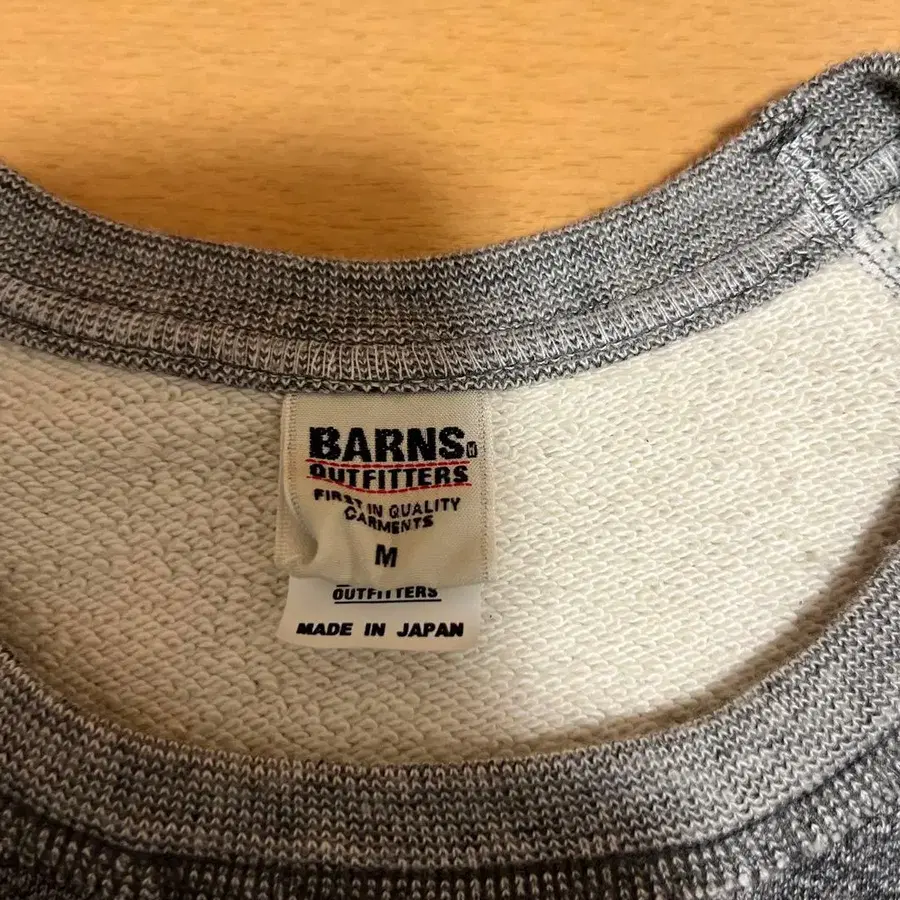 BARNS
OUTFITTERS
FIRST IN QUALITY
GARMENTS
M
OUTFITTERS
MADE IN JAPAN